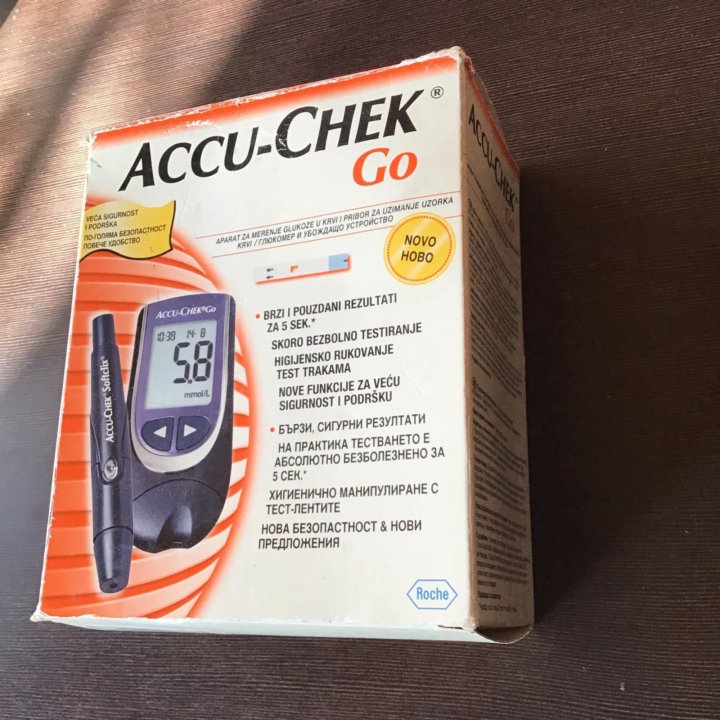 ACCU-CHEK®
Go
VEĆA SIGURNOST
I PODRŠKA
ПО-ГОЛЯМА БЕЗОПАСНОСТ
ПОВЕЧЕ УДОБСТВО
APARAT ZA MERENJE GLUKOZE U KRVI I PRIBOR ZA UZIMANJE UZORKA
KRVI / ГЛЮКОМЕР И УБОЖДАЩО УСТРОЙСТВО
NOVO
НОВО
• BRZI I POUZDANI REZULTATI
ZA 5 SEK.*
SKORO BEZBOLNO TESTIRANJE
HIGIJENSKO RUKOVANJE
TEST TRAKAMA
NOVE FUNKCIJE ZA VEĆU
SIGURNOST I PODRŠKU
• БЪРЗИ, СИГУРНИ РЕЗУЛТАТИ
НА ПРАКТИКА ТЕСТВАНЕТО Е
АБСОЛЮТНО БЕЗБОЛЕЗНЕНО ЗА
5 СЕК.*
ХИГИЕНИЧНО МАНИПУЛИРАНЕ С
ТЕСТ-ЛЕНТИТЕ
НОВА БЕЗОПАСНОСТ & НОВИ
ПРЕДЛОЖЕНИЯ
ACCU-CHEK® Go
10:39 14· 8
5.8
mmol/L
ACCU-CHEK® Softclix®
Roche
ACCU-CHEK®
Go